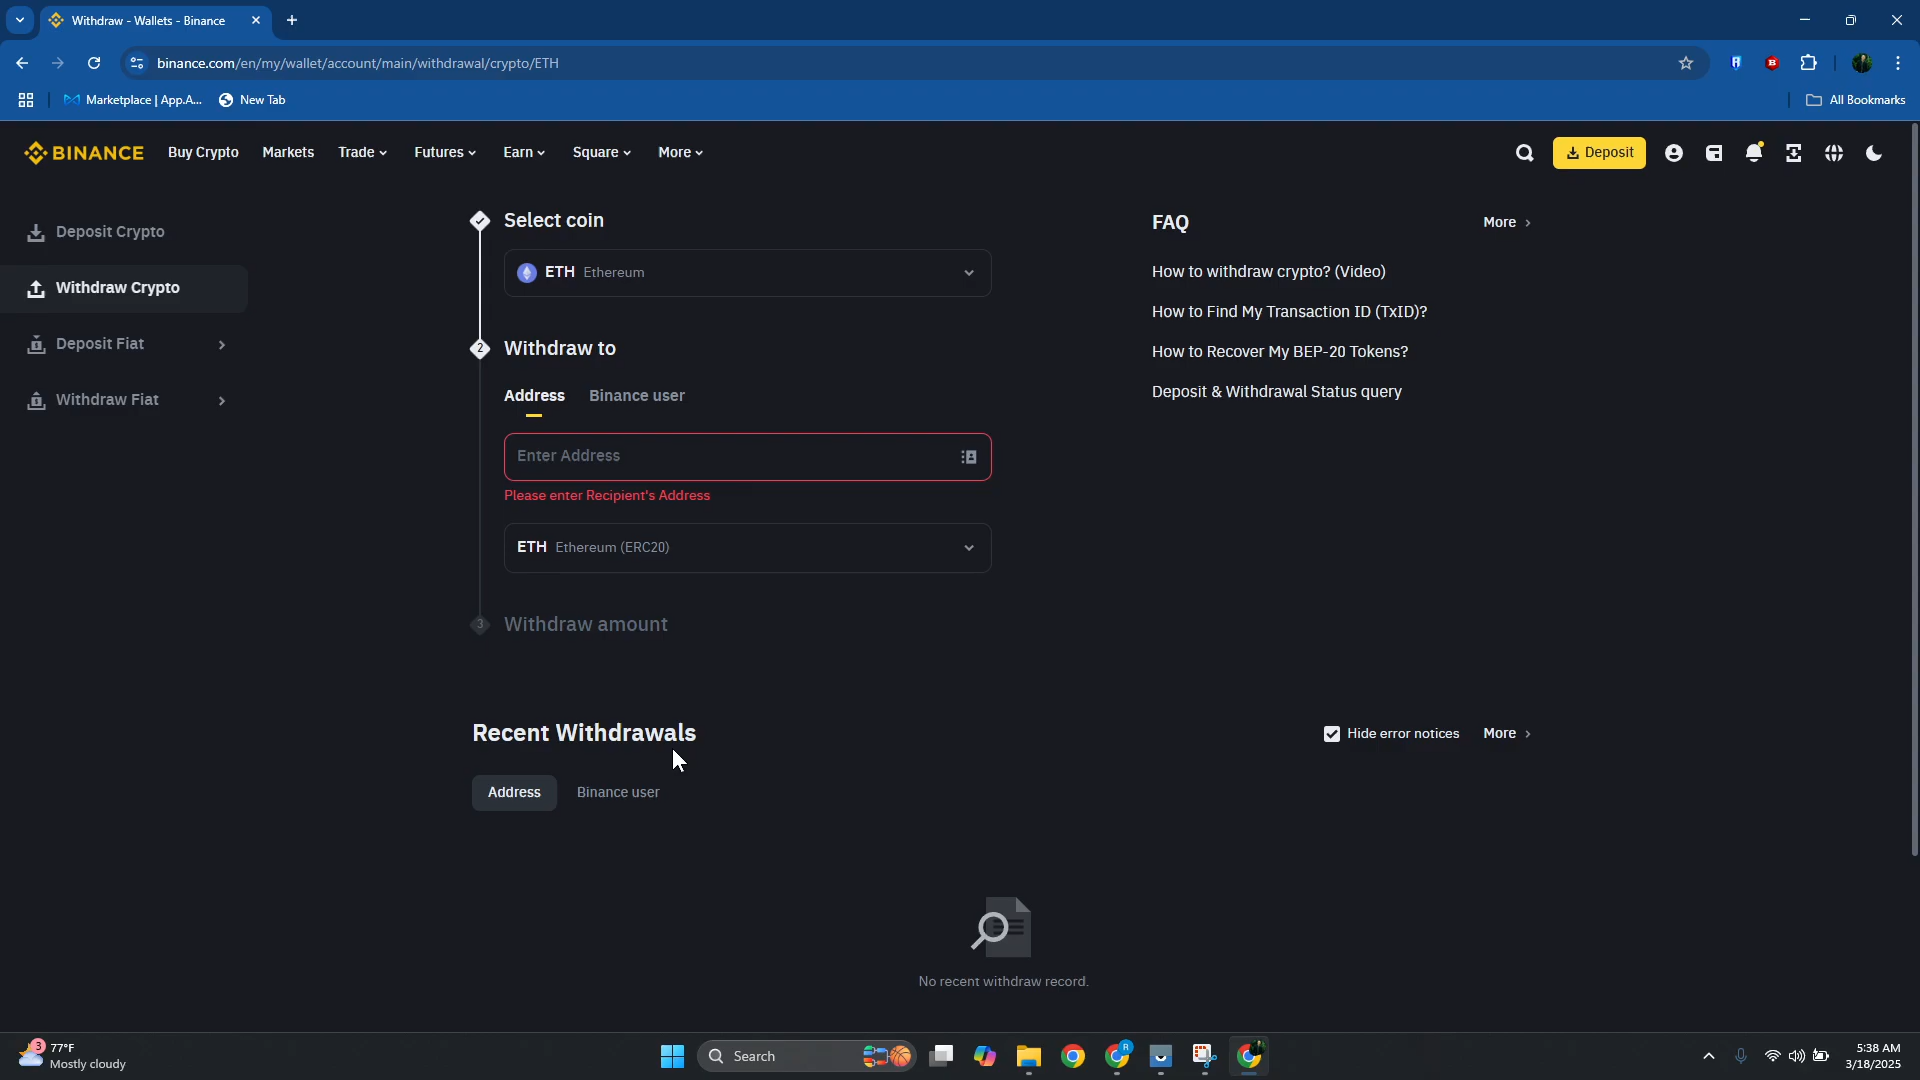 Withdraw - Wallets - Binance
binance.com/en/my/wallet/account/main/withdrawal/crypto/ETH
Marketplace | App.A...
New Tab
All Bookmarks
BINANCE
Buy Crypto
Markets
Trade
Futures
Earn
Square
More
Deposit
Deposit Crypto
Withdraw Crypto
Deposit Fiat
Withdraw Fiat
Select coin
ETH Ethereum
2
Withdraw to
Address
Binance user
Enter Address
Please enter Recipient's Address
ETH Ethereum (ERC20)
3
Withdraw amount
FAQ
More
How to withdraw crypto? (Video)
How to Find My Transaction ID (TxID)?
How to Recover My BEP-20 Tokens?
Deposit & Withdrawal Status query
Recent Withdrawals
Hide error notices
More
Address
Binance user
No recent withdraw record.
3
77°F
Mostly cloudy
Search
R
5:38 AM
3/18/2025